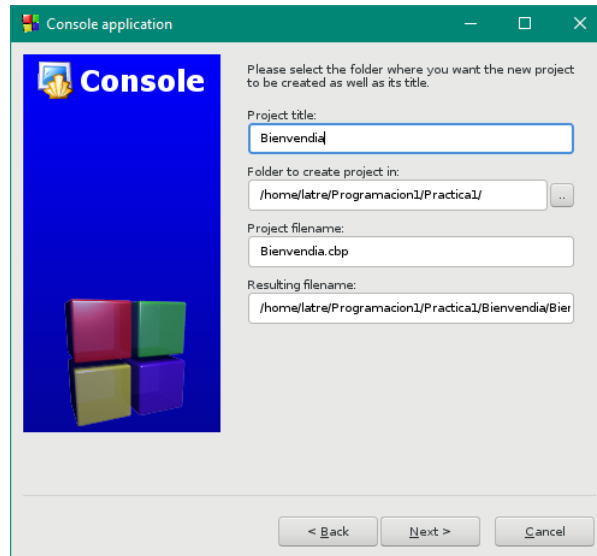 Console application
Console
Please select the folder where you want the new project
to be created as well as its title.
Project title:
Bienvendia
Folder to create project in:
/home/latre/Programacion1/Practica1/
..
Project filename:
Bienvendia.cbp
Resulting filename:
/home/latre/Programacion1/Practica1/Bienvendia/Bier
< Back
Next >
Cancel